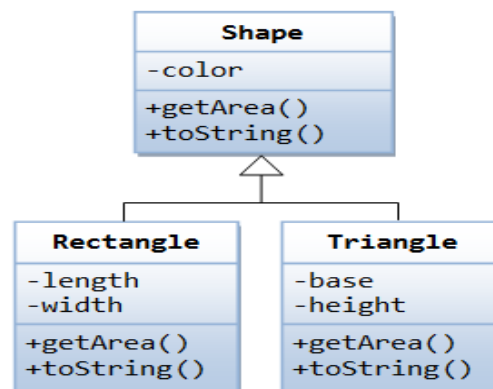 Shape
-color
+getArea()
+toString()
Rectangle
-length
-width
+getArea()
+toString()
Triangle
-base
-height
+getArea()
+toString()